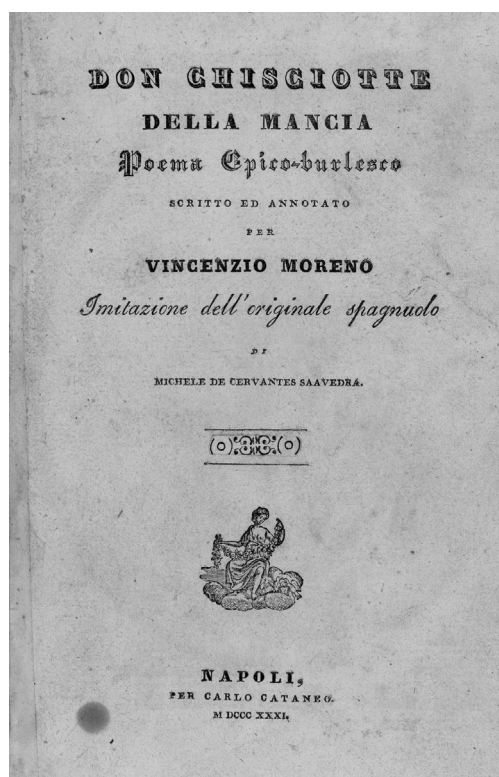 DON CHISCIOTTE
DELLA MANCIA
Poema Epico-burlesco
SCRITTO ED ANNOTATO
PER
VINCENZIO MORENO
Imitazione dell'originale spagnuolo
DI
MICHELE DE CERVANTES SAAVEDRA.
NAPOLI,
PER CARLO CATANEO.
M DCCC XXXI.